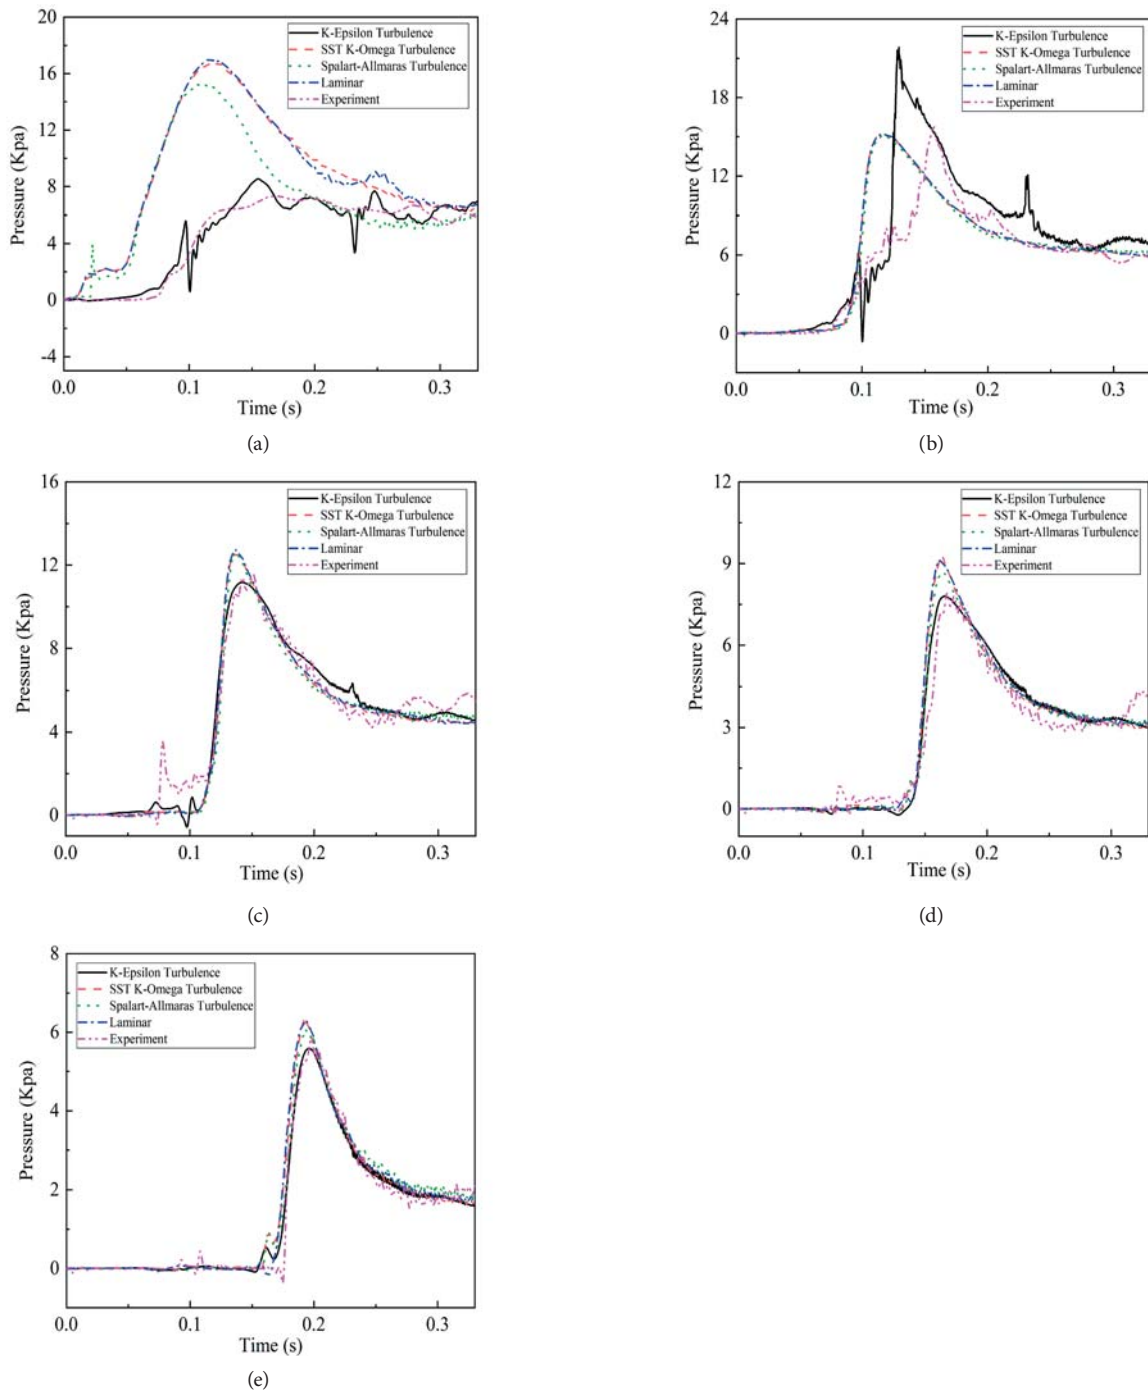 20
16
12
8
4
0
-4
Pressure (Kpa)
K-Epsilon Turbulence
SST K-Omega Turbulence
Spalart-Allmaras Turbulence
Laminar
Experiment
0.0 0.1 0.2 0.3
Time (s)
(a)
24
18
12
6
0
Pressure (Kpa)
K-Epsilon Turbulence
SST K-Omega Turbulence
Spalart-Allmaras Turbulence
Laminar
Experiment
0.0 0.1 0.2 0.3
Time (s)
(b)
16
12
8
4
0
Pressure (Kpa)
K-Epsilon Turbulence
SST K-Omega Turbulence
Spalart-Allmaras Turbulence
Laminar
Experiment
0.0 0.1 0.2 0.3
Time (s)
(c)
12
9
6
3
0
Pressure (Kpa)
K-Epsilon Turbulence
SST K-Omega Turbulence
Spalart-Allmaras Turbulence
Laminar
Experiment
0.0 0.1 0.2 0.3
Time (s)
(d)
8
6
4
2
0
Pressure (Kpa)
K-Epsilon Turbulence
SST K-Omega Turbulence
Spalart-Allmaras Turbulence
Laminar
Experiment
0.0 0.1 0.2 0.3
Time (s)
(e)